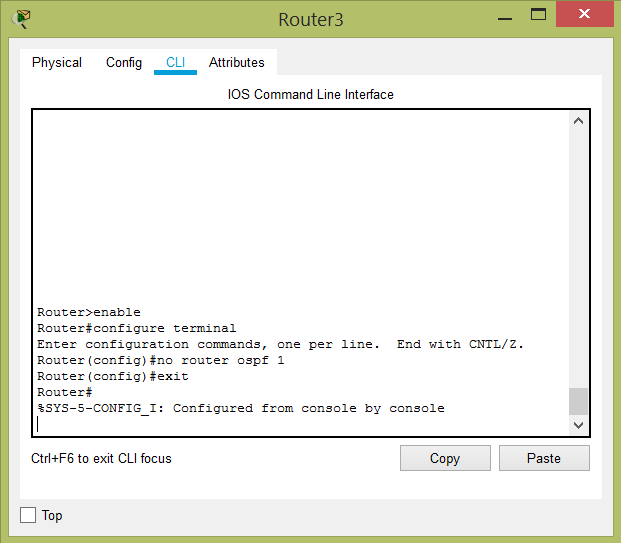 Router3
Physical Config CLI Attributes
IOS Command Line Interface
Router>enable
Router#configure terminal
Enter configuration commands, one per line.  End with CNTL/Z.
Router(config)#no router ospf 1
Router(config)#exit
Router#
%SYS-5-CONFIG_I: Configured from console by console
Ctrl+F6 to exit CLI focus
Copy Paste
Top